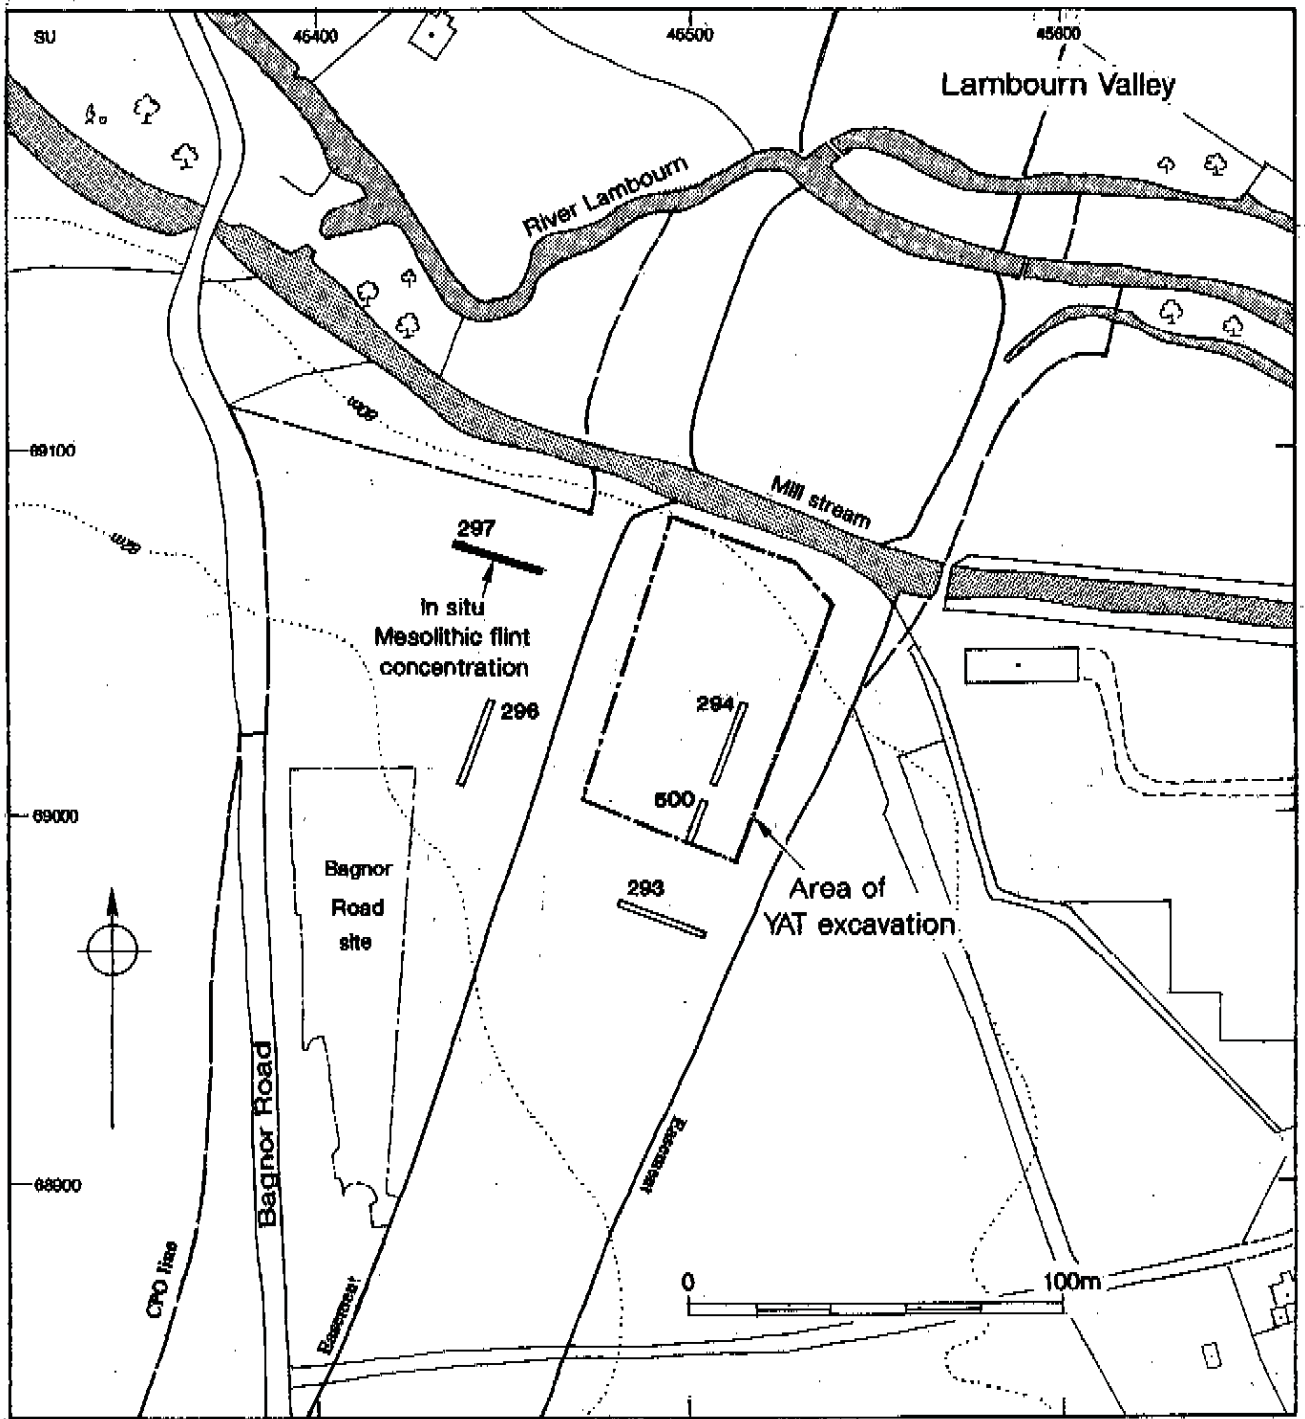 SU
45400
45500
45600
Lambourn Valley
River Lambourn
80m
69100
Mill stream
82m
297
In situ
Mesolithic flint
concentration
296
294
500
69000
Bagnor
Road
site
293
Area of
YAT excavation
Bagnor Road
Easement
68900
CPO line
Easement
0
100m